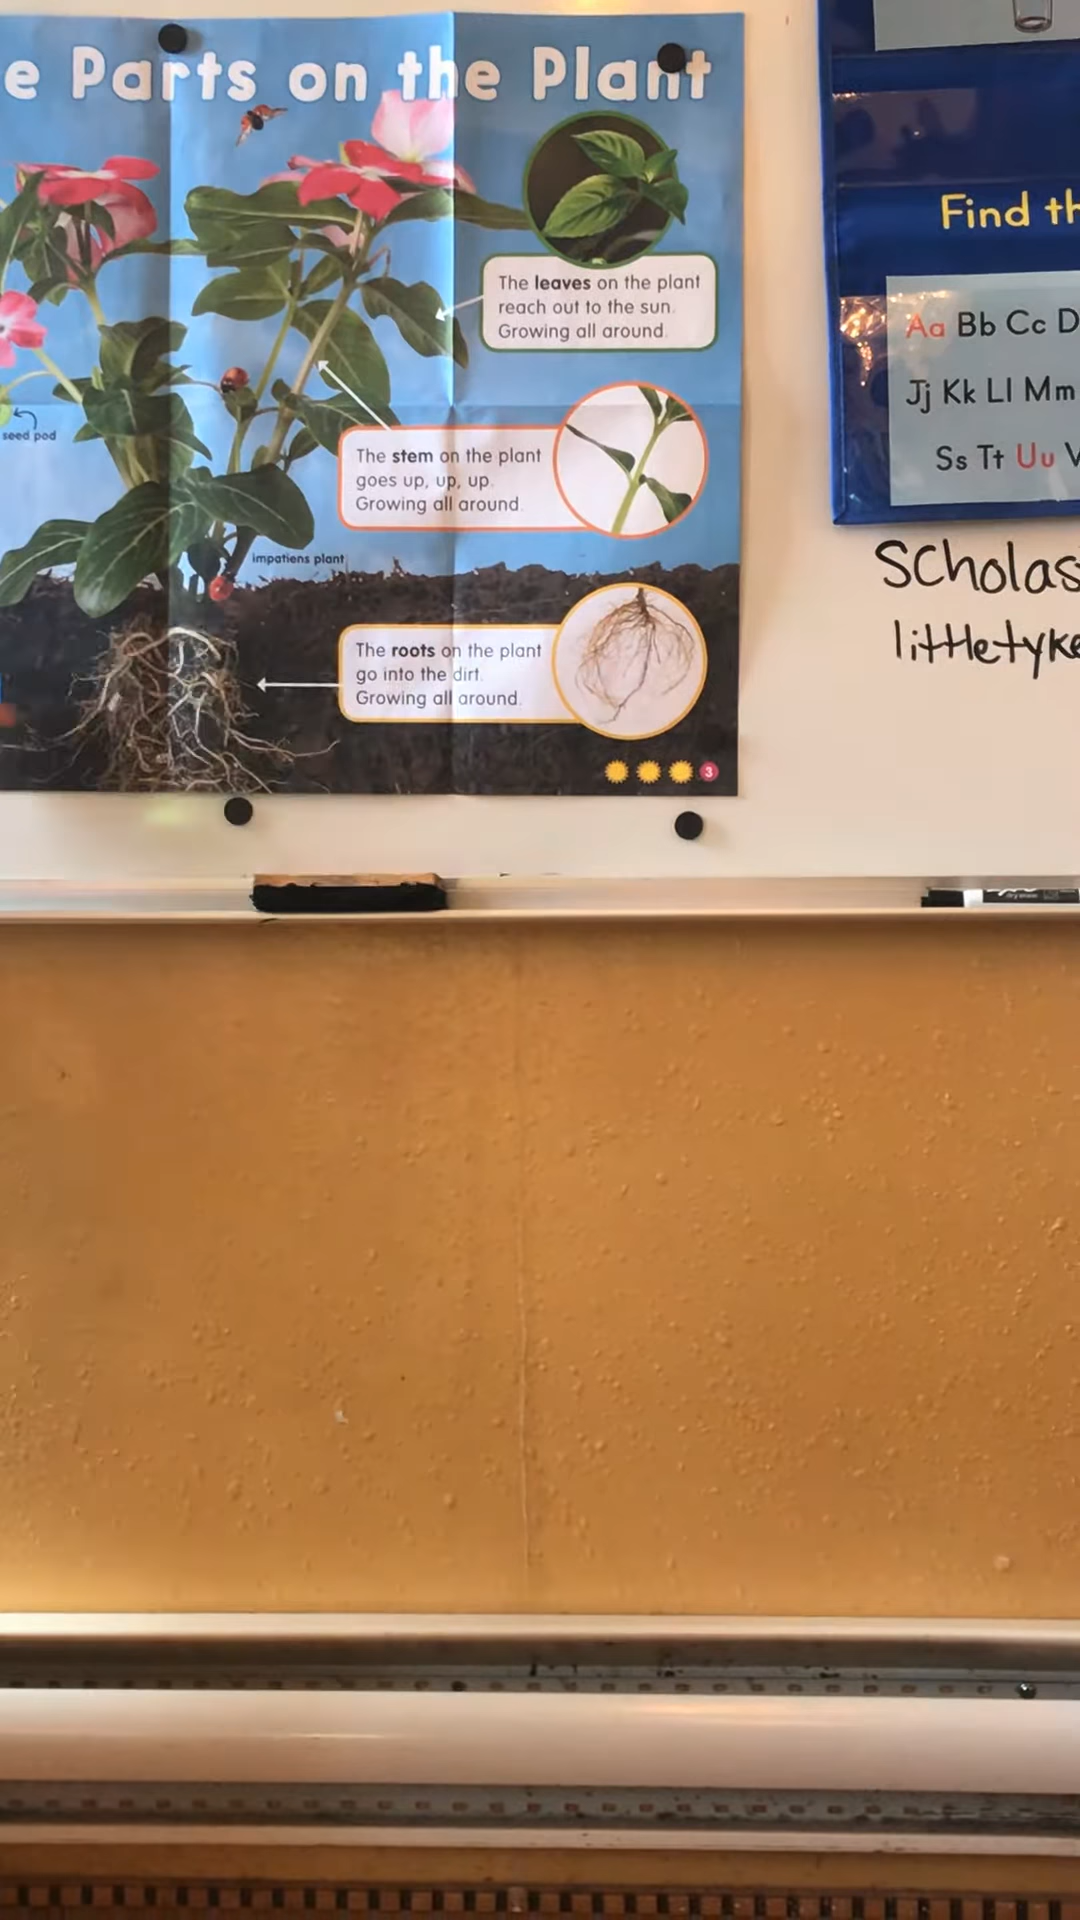 e Parts on the Plant
The leaves on the plant
reach out to the sun.
Growing all around.
seed pod
The stem on the plant
goes up, up, up.
Growing all around.
impatiens plant
The roots on the plant
go into the dirt.
Growing all around.
3
Find th
Aa Bb Cc D
Jj Kk Ll Mm
Ss Tt Uu V
Scholas
littletyke